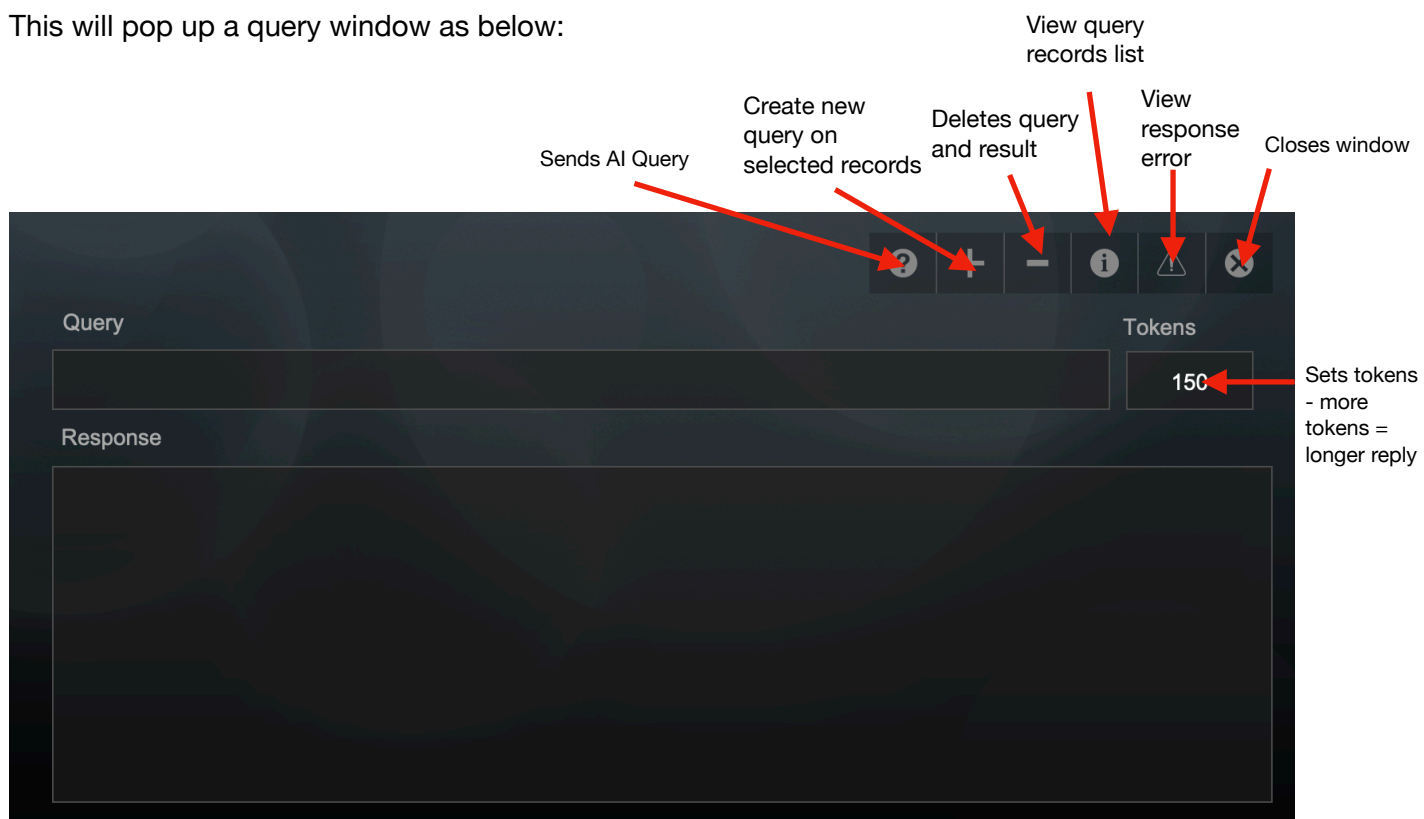 This will pop up a query window as below:
View query
records list
Create new
query on
selected records
Deletes query
and result
View
response
error
Sends AI Query
Closes window
Query
Tokens
150
Sets tokens
- more
tokens =
longer reply
Response